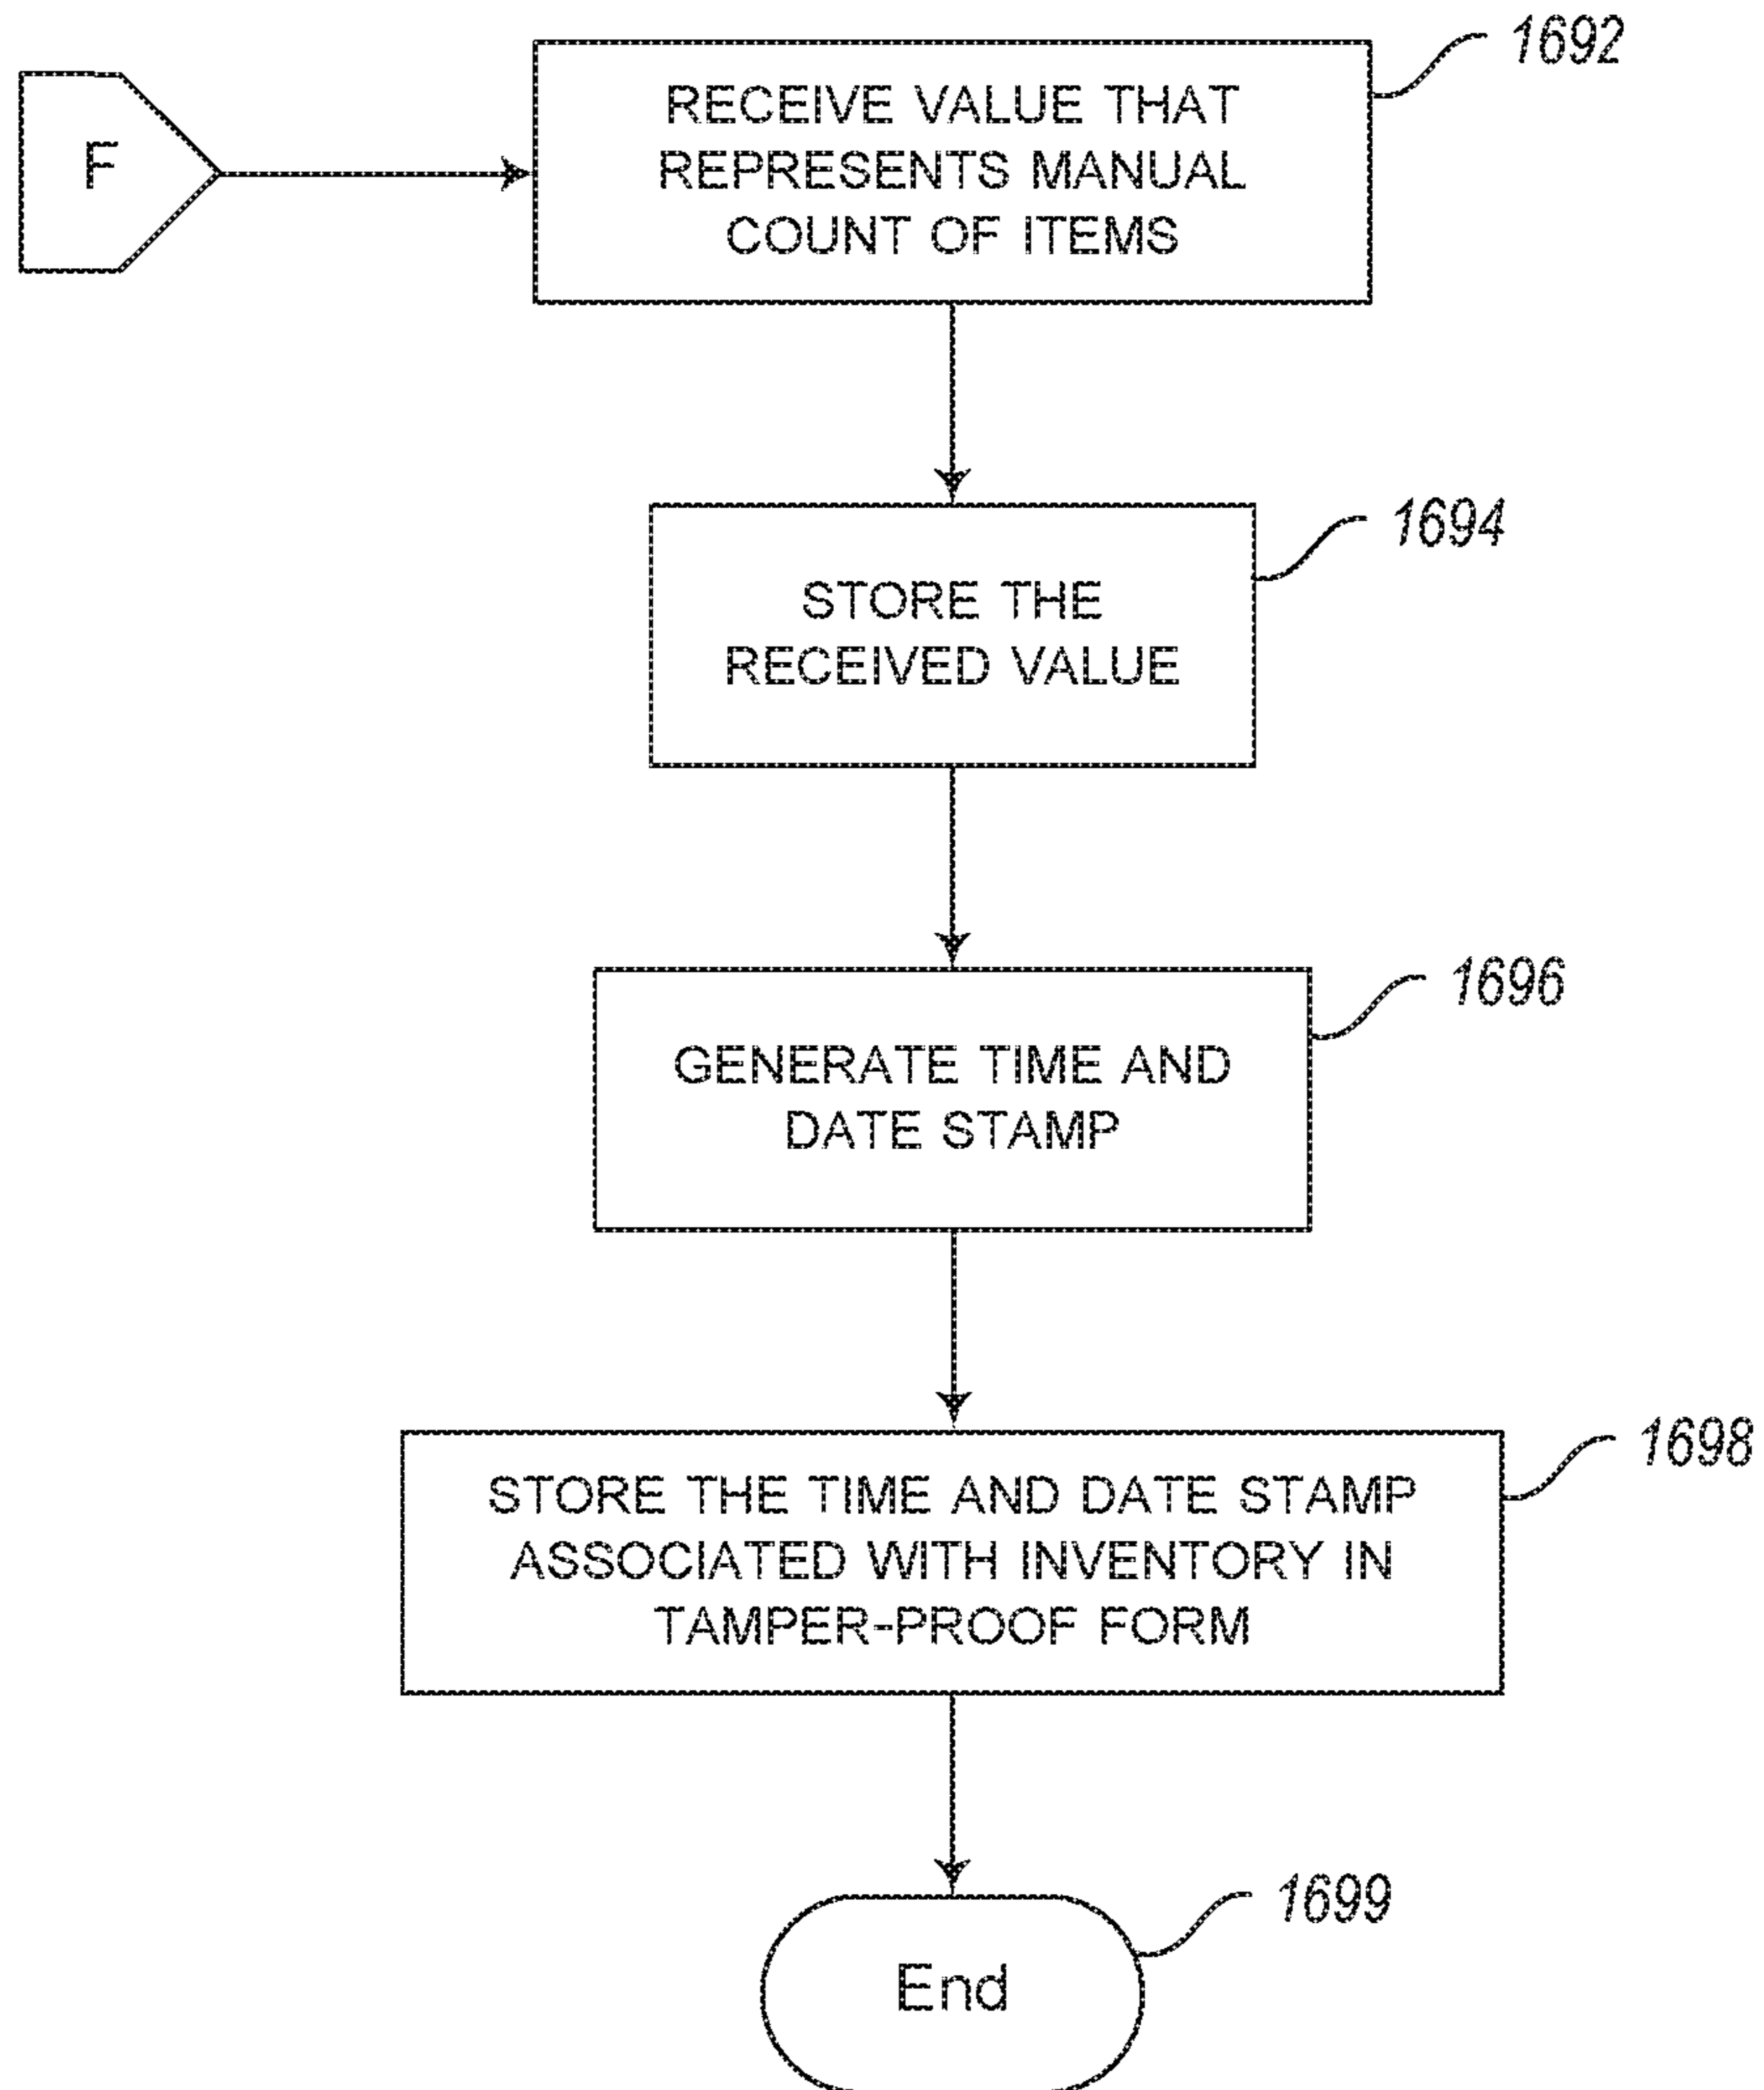 1692
F
RECEIVE VALUE THAT
REPRESENTS MANUAL
COUNT OF ITEMS
1694
STORE THE
RECEIVED VALUE
1696
GENERATE TIME AND
DATE STAMP
1698
STORE THE TIME AND DATE STAMP
ASSOCIATED WITH INVENTORY IN
TAMPER-PROOF FORM
1699
End